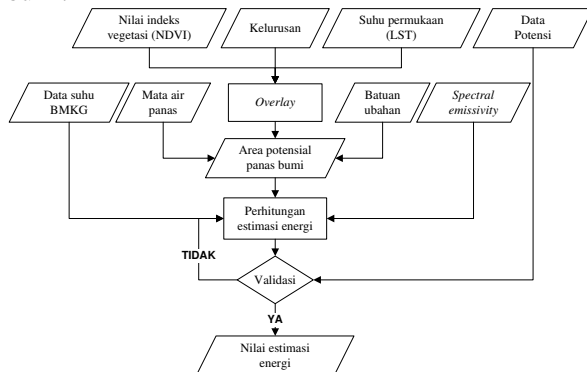 Nilai indeks
vegetasi (NDVI)
Kelurusan
Suhu permukaan
(LST)
Data
Potensi
Data suhu
BMKG
Mata air
panas
Overlay
Batuan
ubahan
Spectral
emissivity
Area potensial
panas bumi
Perhitungan
estimasi energi
TIDAK
Validasi
YA
Nilai estimasi
energi